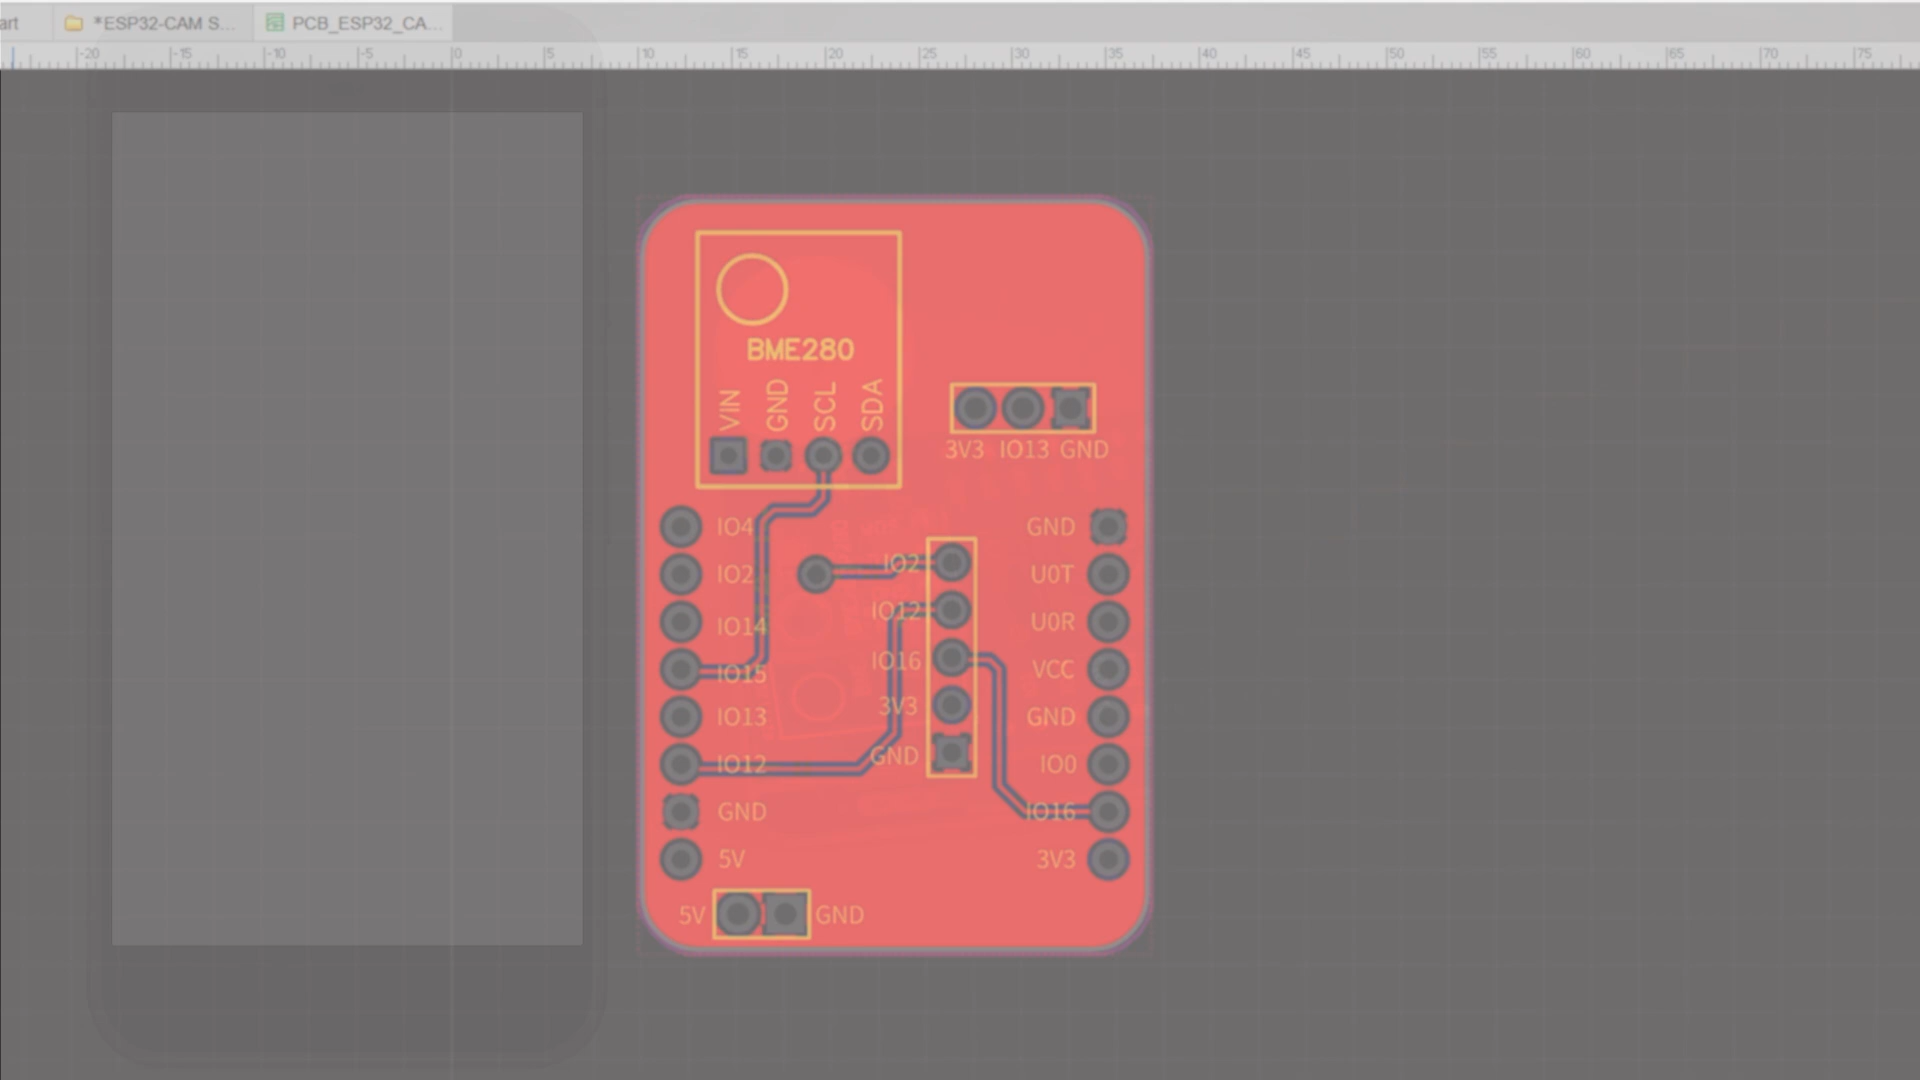 art *ESP32-CAM S... PCB_ESP32_CA...
-20 -15 -10 -5 0 5 10 15 20 25 30 35 40 45 50 55 60 65 70 75
BME280
VIN GND SCL SDA
3V3 IO13 GND
IO4
IO2
IO14
IO15
IO13
IO12
GND
5V
IO2
IO12
IO16
3V3
GND
GND
U0T
U0R
VCC
GND
IO0
IO16
3V3
5V GND